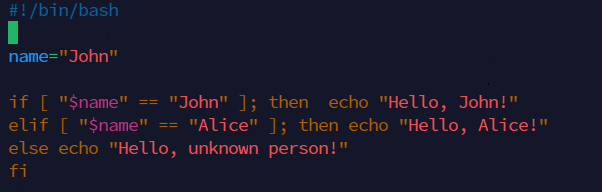 #!/bin/bash
name="John"
if [ "$name" == "John" ]; then  echo "Hello, John!"
elif [ "$name" == "Alice" ]; then echo "Hello, Alice!"
else echo "Hello, unknown person!"
fi